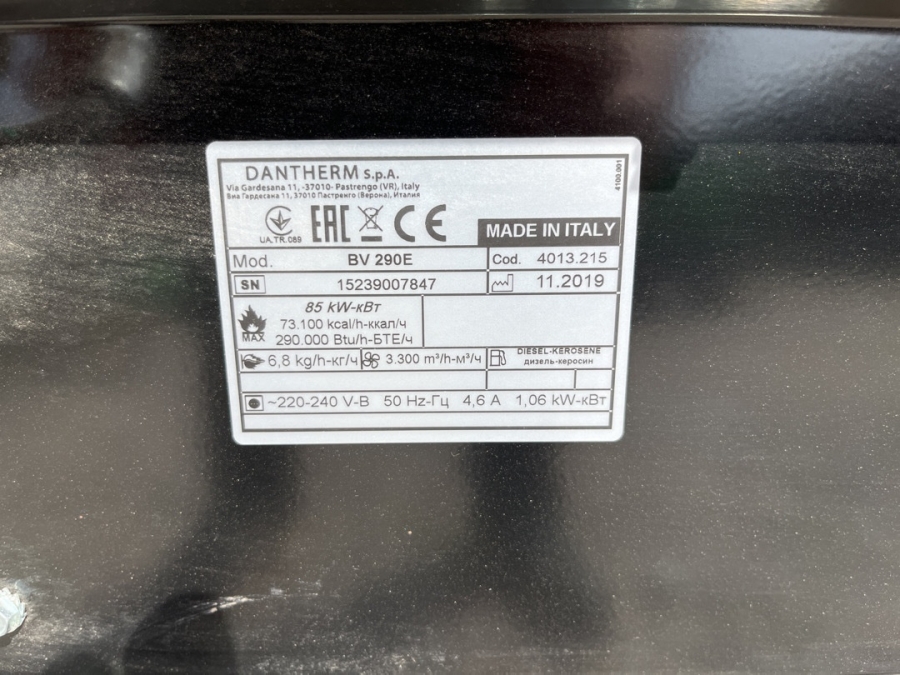 DANTHERM S.p.A.
Via Gardesana 11, -37010- Pastrengo (VR), Italy
Виа Гардесана 11, 37010 Пастренго (Верона), Италия
4100.001
UA.TR.089
EAC CE
MADE IN ITALY
Mod. BV 290E Cod. 4013.215
SN 15239007847 11.2019
85 kW-кВт
73.100 kcal/h-ккал/ч
MAX 290.000 Btu/h-БТЕ/ч
6,8 kg/h-кг/ч 3.300 m³/h-м³/ч DIESEL-KEROSENE
дизель-керосин
~220-240 V-В 50 Hz-Гц 4,6 A 1,06 kW-кВт